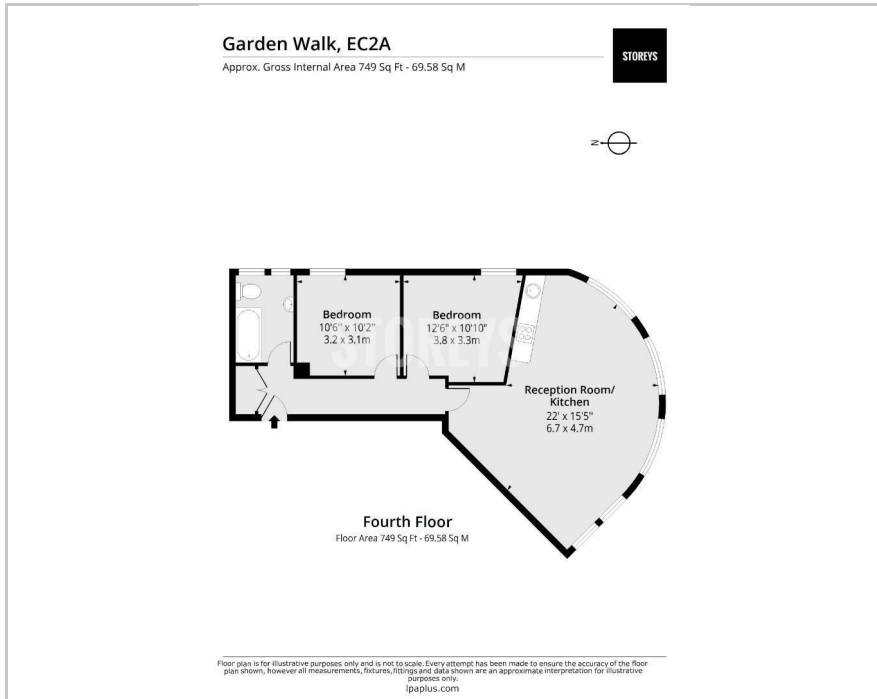 Garden Walk, EC2A
Approx. Gross Internal Area 749 Sq Ft - 69.58 Sq M
STOREYS
N
Bedroom
10'6" x 10'2"
3.2 x 3.1m
Bedroom
12'6" x 10'10"
3.8 x 3.3m
STOREYS
Reception Room/
Kitchen
22' x 15'5"
6.7 x 4.7m
Fourth Floor
Floor Area 749 Sq Ft - 69.58 Sq M
Floor plan is for illustrative purposes only and is not to scale. Every attempt has been made to ensure the accuracy of the floor
plan shown, however all measurements, fixtures, fittings and data shown are an approximate interpretation for illustrative
purposes only.
lpaplus.com